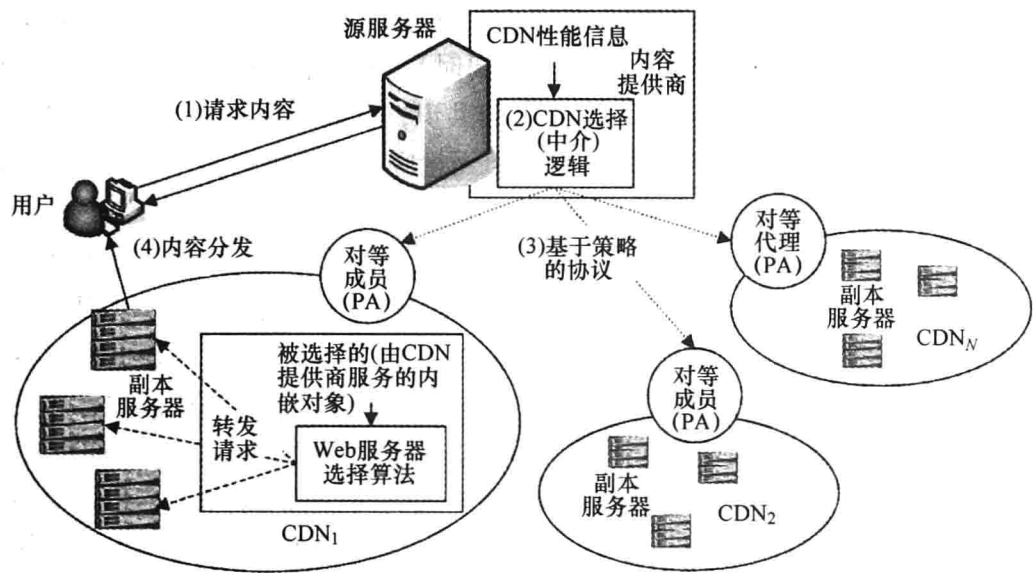 源服务器
CDN性能信息
内容
提供商
(1)请求内容
(2)CDN选择
(中介)
逻辑
用户
(4)内容分发
对等
成员
(PA)
(3)基于策略
的协议
对等
代理
(PA)
副本
服务器
CDN_N
被选择的(由CDN
提供商服务的内
嵌对象)
副本
服务器
转发
请求
Web服务器
选择算法
CDN₁
对等
成员
(PA)
副本
服务器
CDN₂